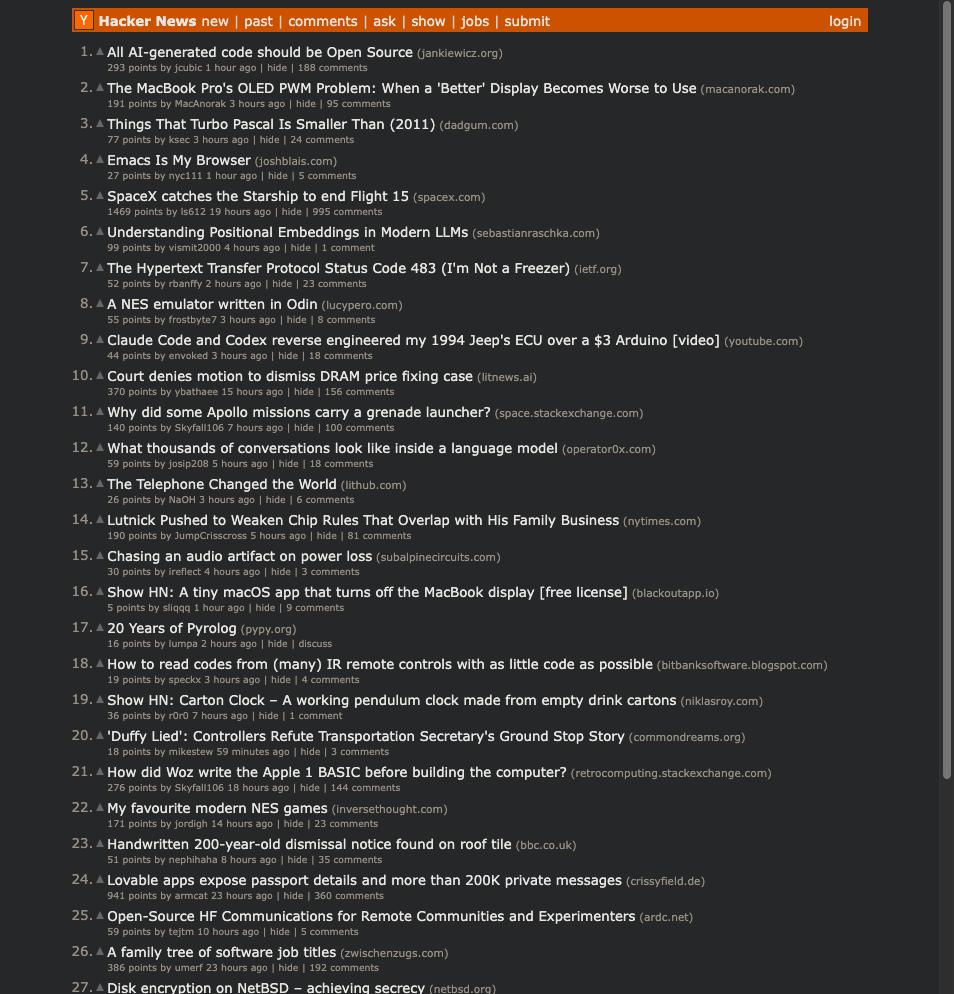 Y Hacker News new | past | comments | ask | show | jobs | submit login
1. All AI-generated code should be Open Source (jankiewicz.org)
293 points by jcubic 1 hour ago | hide | 188 comments
2. The MacBook Pro's OLED PWM Problem: When a 'Better' Display Becomes Worse to Use (macanorak.com)
191 points by MacAnorak 3 hours ago | hide | 95 comments
3. Things That Turbo Pascal Is Smaller Than (2011) (dadgum.com)
77 points by ksec 3 hours ago | hide | 24 comments
4. Emacs Is My Browser (joshblais.com)
27 points by nyc111 1 hour ago | hide | 5 comments
5. SpaceX catches the Starship to end Flight 15 (spacex.com)
1469 points by ls612 19 hours ago | hide | 995 comments
6. Understanding Positional Embeddings in Modern LLMs (sebastianraschka.com)
99 points by vismit2000 4 hours ago | hide | 1 comment
7. The Hypertext Transfer Protocol Status Code 483 (I'm Not a Freezer) (ietf.org)
52 points by rbanffy 2 hours ago | hide | 23 comments
8. A NES emulator written in Odin (lucypero.com)
55 points by frostbyte7 3 hours ago | hide | 8 comments
9. Claude Code and Codex reverse engineered my 1994 Jeep's ECU over a $3 Arduino [video] (youtube.com)
44 points by envoked 3 hours ago | hide | 18 comments
10. Court denies motion to dismiss DRAM price fixing case (litnews.ai)
370 points by ybathaee 15 hours ago | hide | 156 comments
11. Why did some Apollo missions carry a grenade launcher? (space.stackexchange.com)
140 points by Skyfall106 7 hours ago | hide | 100 comments
12. What thousands of conversations look like inside a language model (operator0x.com)
59 points by josip208 5 hours ago | hide | 18 comments
13. The Telephone Changed the World (lithub.com)
26 points by NaOH 3 hours ago | hide | 6 comments
14. Lutnick Pushed to Weaken Chip Rules That Overlap with His Family Business (nytimes.com)
190 points by JumpCrisscross 5 hours ago | hide | 81 comments
15. Chasing an audio artifact on power loss (subalpinecircuits.com)
30 points by ireflect 4 hours ago | hide | 3 comments
16. Show HN: A tiny macOS app that turns off the MacBook display [free license] (blackoutapp.io)
5 points by sliqqq 1 hour ago | hide | 9 comments
17. 20 Years of Pyrolog (pypy.org)
16 points by lumpa 2 hours ago | hide | discuss
18. How to read codes from (many) IR remote controls with as little code as possible (bitbanksoftware.blogspot.com)
19 points by speckx 3 hours ago | hide | 4 comments
19. Show HN: Carton Clock – A working pendulum clock made from empty drink cartons (niklasroy.com)
36 points by r0r0 7 hours ago | hide | 1 comment
20. 'Duffy Lied': Controllers Refute Transportation Secretary's Ground Stop Story (commondreams.org)
18 points by mikestew 59 minutes ago | hide | 3 comments
21. How did Woz write the Apple 1 BASIC before building the computer? (retrocomputing.stackexchange.com)
276 points by Skyfall106 18 hours ago | hide | 144 comments
22. My favourite modern NES games (inversethought.com)
171 points by jordigh 14 hours ago | hide | 23 comments
23. Handwritten 200-year-old dismissal notice found on roof tile (bbc.co.uk)
51 points by nephihaha 8 hours ago | hide | 35 comments
24. Lovable apps expose passport details and more than 200K private messages (crissyfield.de)
941 points by armcat 23 hours ago | hide | 360 comments
25. Open-Source HF Communications for Remote Communities and Experimenters (ardc.net)
59 points by tejtm 10 hours ago | hide | 5 comments
26. A family tree of software job titles (zwischenzugs.com)
386 points by umerf 23 hours ago | hide | 192 comments
27. Disk encryption on NetBSD – achieving secrecy (netbsd.org)